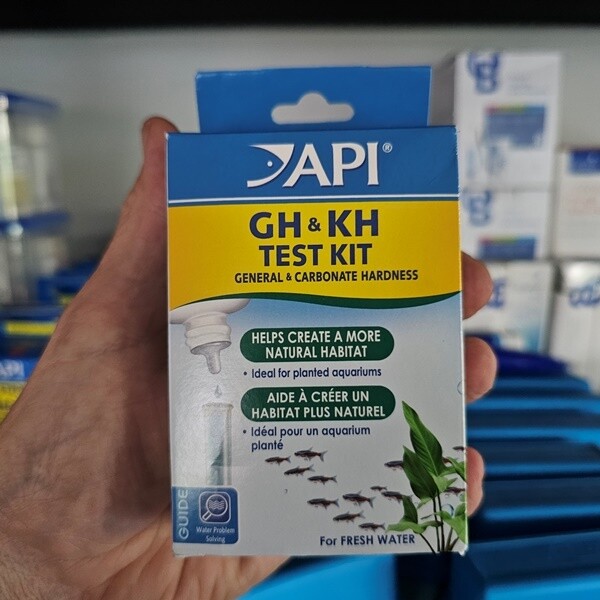 API®
GH & KH
TEST KIT
GENERAL & CARBONATE HARDNESS
HELPS CREATE A MORE
NATURAL HABITAT
• Ideal for planted aquariums
AIDE À CRÉER UN
HABITAT PLUS NATUREL
• Idéal pour un aquarium
planté
GUIDE
Water Problem
Solving
For FRESH WATER
API